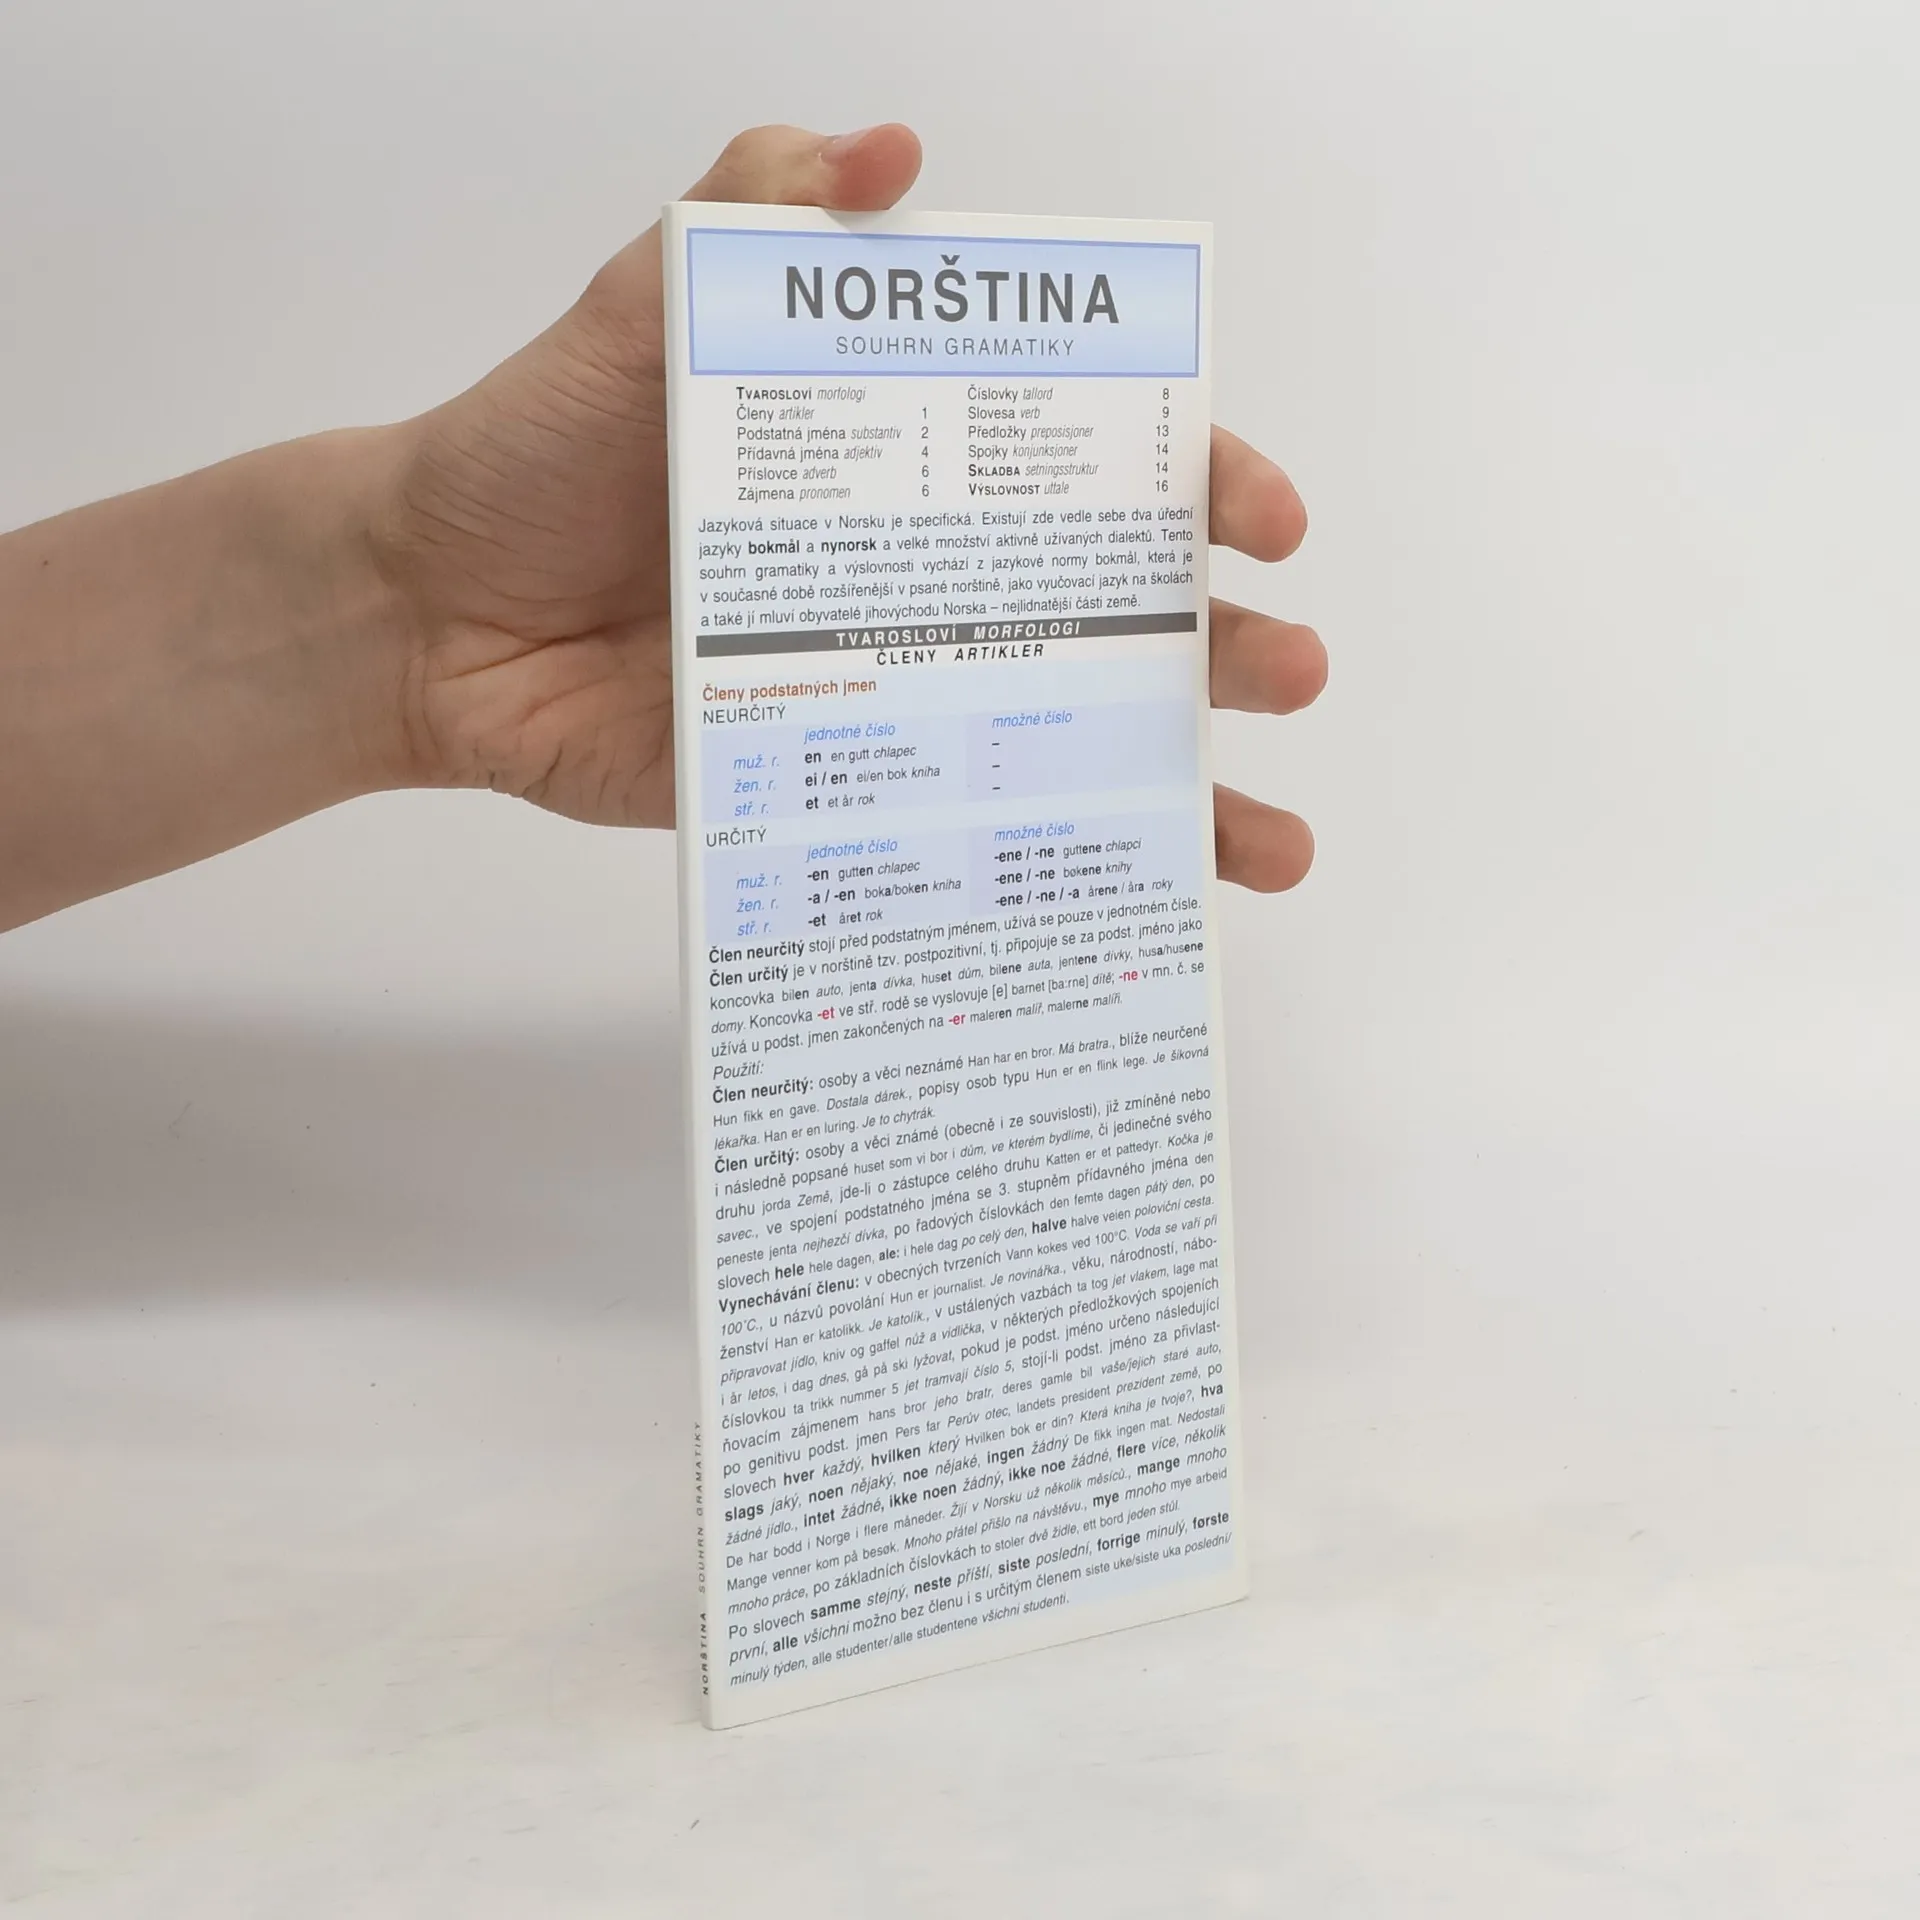 NORŠTINA
SOUHRN GRAMATIKY
TVAROSLOVÍ morfologi
Členy artikler 1
Podstatná jména substantiv 2
Přídavná jména adjektiv 4
Příslovce adverb 6
Zájmena pronomen 6
Číslovky tallord 8
Slovesa verb 9
Předložky preposisjoner 13
Spojky konjunksjoner 14
SKLADBA setningsstruktur 14
VÝSLOVNOST uttale 16
Jazyková situace v Norsku je specifická. Existují zde vedle sebe dva úřední
jazyky bokmål a nynorsk a velké množství aktivně užívaných dialektů. Tento
souhrn gramatiky a výslovnosti vychází z jazykové normy bokmål, která je
v současné době rozšířenější v psané norštině, jako vyučovací jazyk na školách
a také jí mluví obyvatelé jihovýchodu Norska – nejlidnatější části země.
TVAROSLOVÍ MORFOLOGI
ČLENY ARTIKLER
Členy podstatných jmen
NEURČITÝ
jednotné číslo množné číslo
muž. r. en en gutt chlapec –
žen. r. ei / en ei/en bok kniha –
stř. r. et et år rok –
URČITÝ
jednotné číslo množné číslo
muž. r. -en gutten chlapec -ene / -ne guttene chlapci
žen. r. -a / -en boka/boken kniha -ene / -ne bøkene knihy
stř. r. -et året rok -ene / -ne / -a årene / åra roky
Člen neurčitý stojí před podstatným jménem, užívá se pouze v jednotném čísle.
Člen určitý je v norštině tzv. postpozitivní, tj. připojuje se za podst. jméno jako
koncovka bilen auto, jenta dívka, huset dům, bilene auta, jentene dívky, husa/husene
domy. Koncovka -et ve stř. rodě se vyslovuje [e] barnet [ba:rne] dítě; -ne v mn. č. se
užívá u podst. jmen zakončených na -er maleren malíř, malerne malíři.
Použití:
Člen neurčitý: osoby a věci neznámé Han har en bror. Má bratra., blíže neurčené
Hun fikk en gave. Dostala dárek., popisy osob typu Hun er en flink lege. Je šikovná
lékařka. Han er en luring. Je to chytrák.
Člen určitý: osoby a věci známé (obecně i ze souvislosti), již zmíněné nebo
i následně popsané huset som vi bor i dům, ve kterém bydlíme, či jedinečné svého
druhu jorda Země, jde-li o zástupce celého druhu Katten er et pattedyr. Kočka je
savec., ve spojení podstatného jména se 3. stupněm přídavného jména den
peneste jenta nejhezčí dívka, po řadových číslovkách den femte dagen pátý den, po
slovech hele hele dagen, ale: i hele dag po celý den, halve halve veien poloviční cesta.
Vynechávání členu: v obecných tvrzeních Vann kokes ved 100°C. Voda se vaří při
100°C., u názvů povolání Hun er journalist. Je novinářka., věku, národností, nábo-
ženství Han er katolikk. Je katolík., v ustálených vazbách ta tog jet vlakem, lage mat
připravovat jídlo, kniv og gaffel nůž a vidlička, v některých předložkových spojeních
i år letos, i dag dnes, gå på ski lyžovat, pokud je podst. jméno určeno následující
číslovkou ta trikk nummer 5 jet tramvají číslo 5, stojí-li podst. jméno za přivlast-
ňovacím zájmenem hans bror jeho bratr, deres gamle bil vaše/jejich staré auto,
po genitivu podst. jmen Pers far Perův otec, landets president prezident země, po
slovech hver každý, hvilken který Hvilken bok er din? Která kniha je tvoje?, hva
slags jaký, noen nějaký, noe nějaké, ingen žádný De fikk ingen mat. Nedostali
žádné jídlo., intet žádné, ikke noen žádný, ikke noe žádné, flere více, několik
De har bodd i Norge i flere måneder. Žijí v Norsku už několik měsíců., mange mnoho
Mange venner kom på besøk. Mnoho přátel přišlo na návštěvu., mye mnoho mye arbeid
mnoho práce, po základních číslovkách to stoler dvě židle, ett bord jeden stůl.
Po slovech samme stejný, neste příští, siste poslední, forrige minulý, første
první, alle všichni možno bez členu i s určitým členem siste uke/siste uka poslední/
minulý týden, alle studenter/alle studentene všichni studenti.
NORŠTINA SOUHRN GRAMATIKY